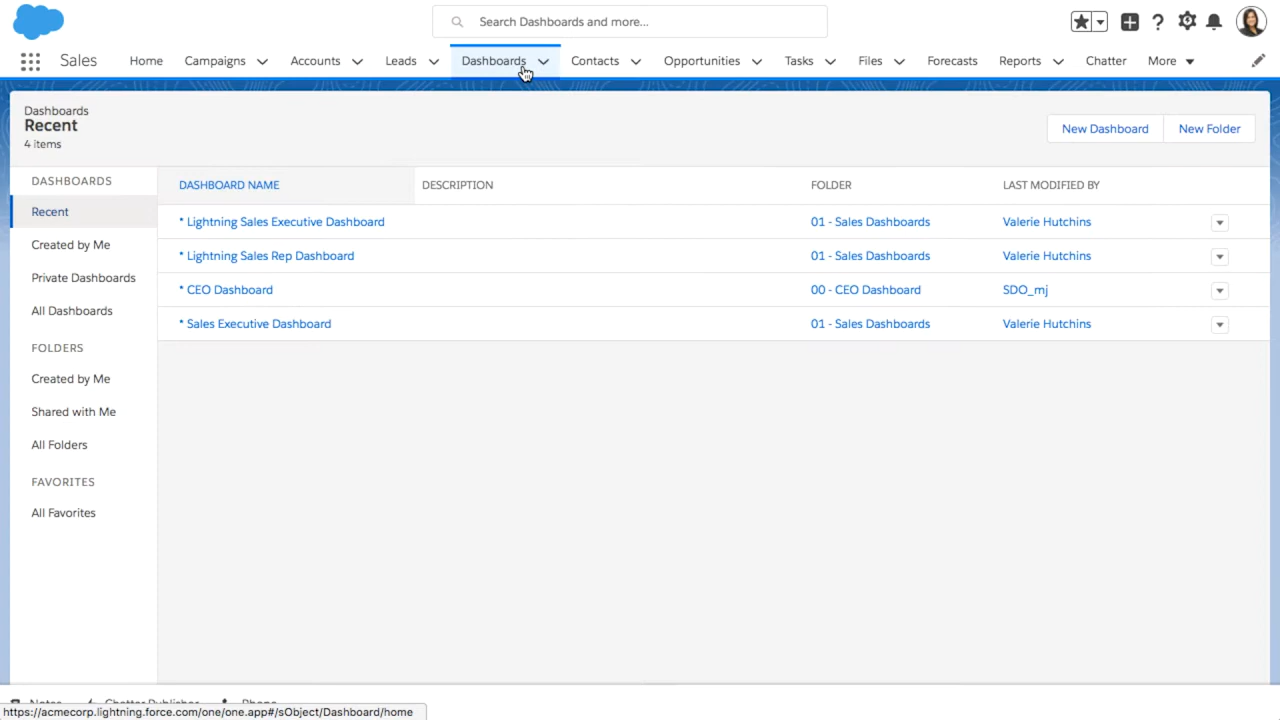 Search Dashboards and more...
Sales Home Campaigns Accounts Leads Dashboards Contacts Opportunities Tasks Files Forecasts Reports Chatter More
Dashboards
Recent
4 items
New Dashboard New Folder
DASHBOARDS
Recent
Created by Me
Private Dashboards
All Dashboards
FOLDERS
Created by Me
Shared with Me
All Folders
FAVORITES
All Favorites
DASHBOARD NAME DESCRIPTION FOLDER LAST MODIFIED BY
* Lightning Sales Executive Dashboard 01 - Sales Dashboards Valerie Hutchins
* Lightning Sales Rep Dashboard 01 - Sales Dashboards Valerie Hutchins
* CEO Dashboard 00 - CEO Dashboard SDO_mj
* Sales Executive Dashboard 01 - Sales Dashboards Valerie Hutchins
Notes Chatter Publisher Phone
https://acmecorp.lightning.force.com/one/one.app#/sObject/Dashboard/home